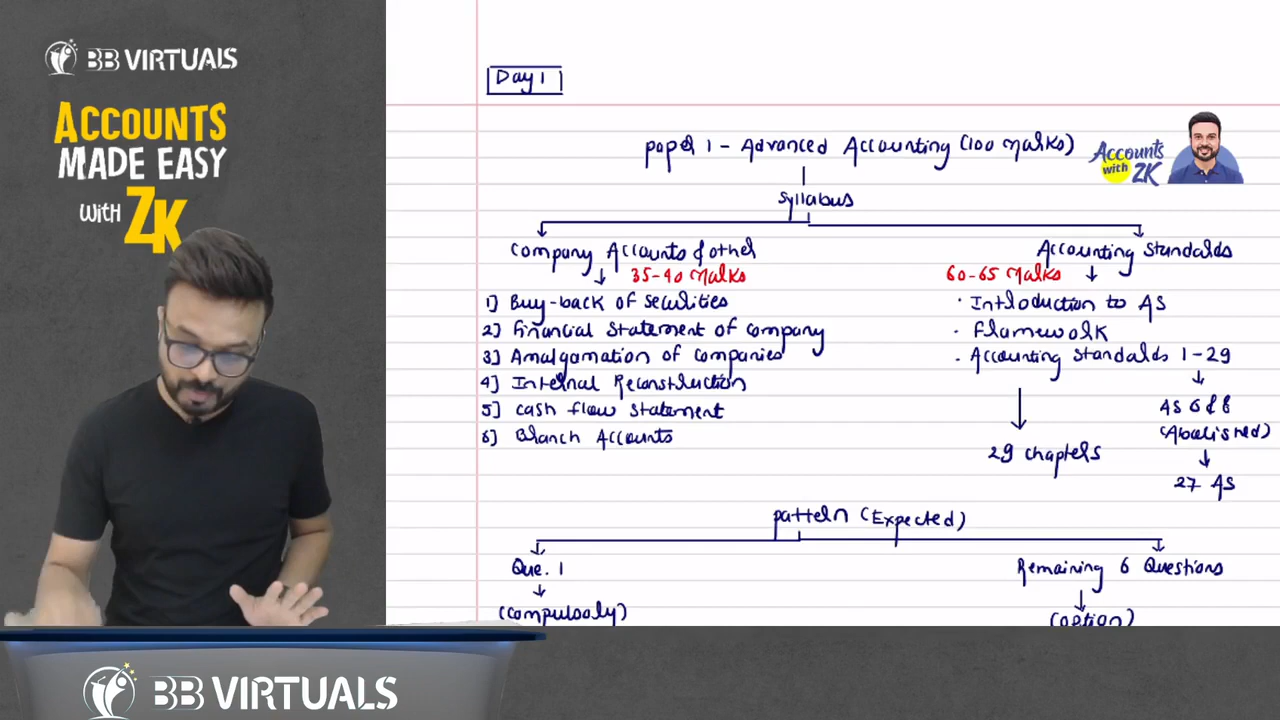 BB VIRTUALS
ACCOUNTS
MADE EASY
with ZK
Day 1
paper 1 - Advanced Accounting (100 Marks)
Accounts
with ZK
Syllabus
Company Accounts & other
Accounting Standards
35-40 Marks
60-65 Marks
1] Buy-back of Securities
2] Financial Statement of company
3] Amalgamation of companies
4] Internal Reconstruction
5] Cash flow statement
6] Branch Accounts
· Introduction to AS
· Framework
· Accounting Standards 1-29
AS 6 & 8
(Abolished)
27 AS
29 chapters
pattern (Expected)
Que. 1
Remaining 6 Questions
(compulsory)
(option)
BB VIRTUALS